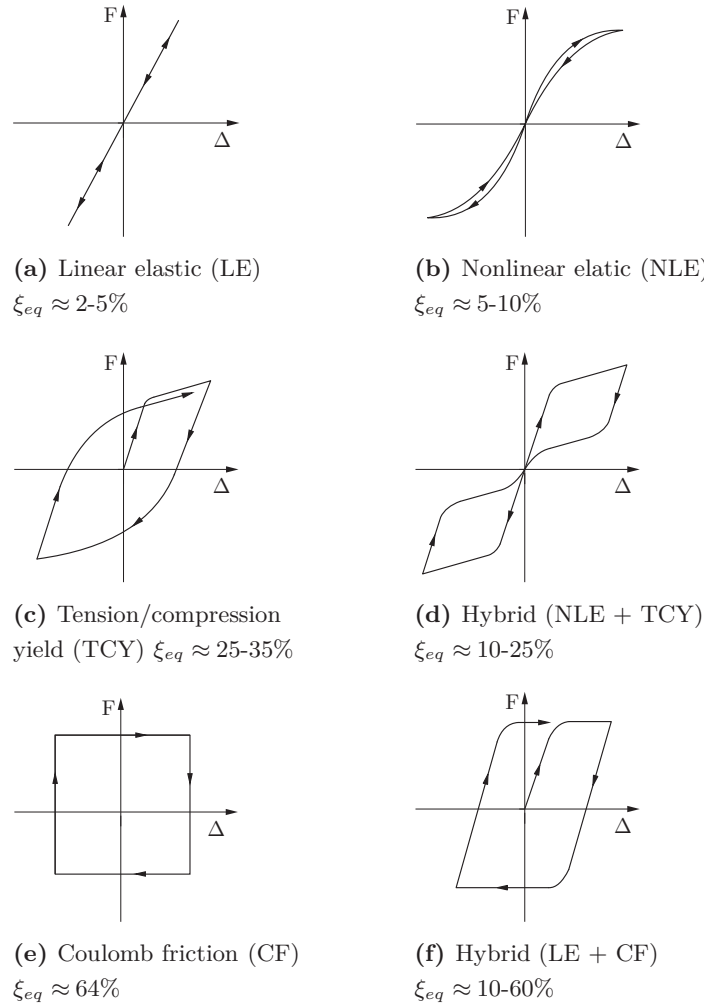 F
Δ
F
Δ
(a) Linear elastic (LE)
ξeq ≈ 2-5%
(b) Nonlinear elatic (NLE)
ξeq ≈ 5-10%
F
Δ
F
Δ
(c) Tension/compression
yield (TCY) ξeq ≈ 25-35%
(d) Hybrid (NLE + TCY)
ξeq ≈ 10-25%
F
Δ
F
Δ
(e) Coulomb friction (CF)
ξeq ≈ 64%
(f) Hybrid (LE + CF)
ξeq ≈ 10-60%